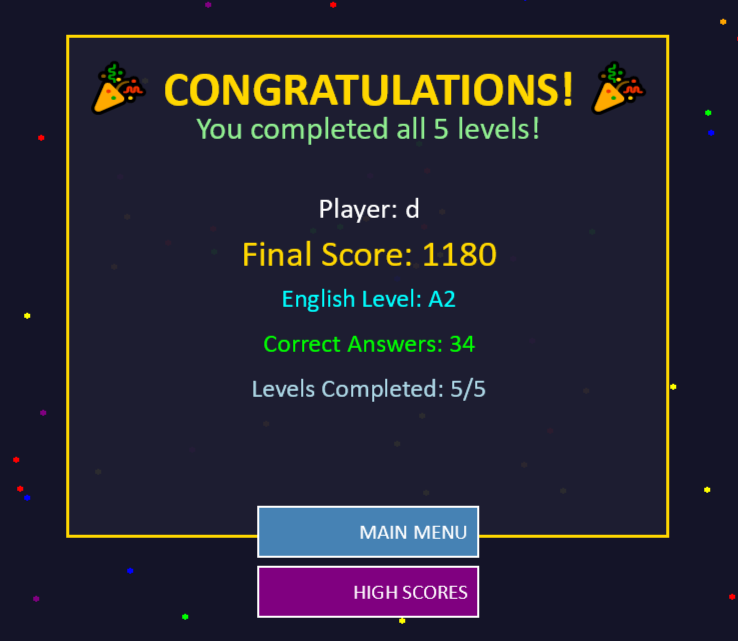 CONGRATULATIONS!
You completed all 5 levels!
Player: d
Final Score: 1180
English Level: A2
Correct Answers: 34
Levels Completed: 5/5
MAIN MENU
HIGH SCORES